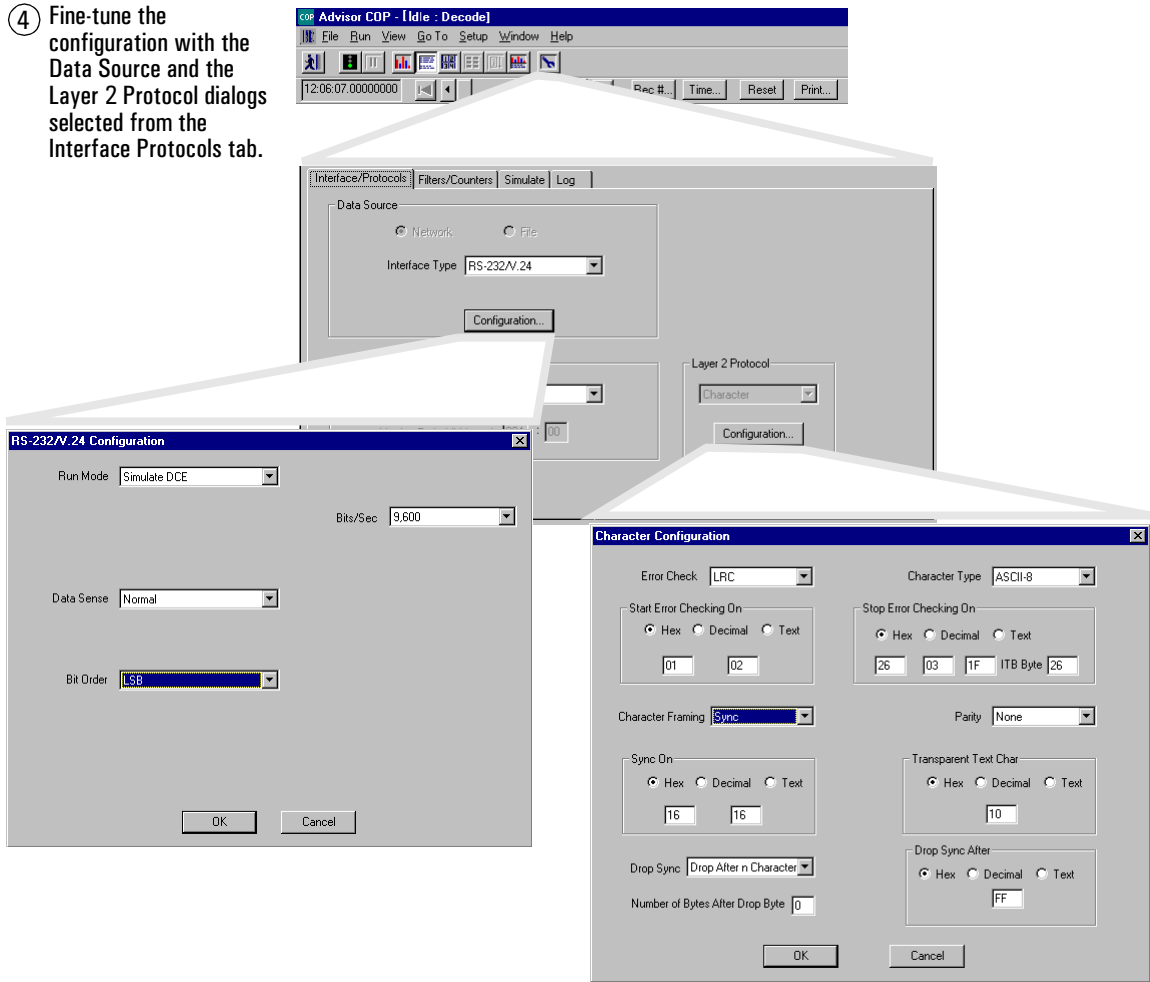 4 Fine-tune the
configuration with the
Data Source and the
Layer 2 Protocol dialogs
selected from the
Interface Protocols tab.
COP Advisor COP - [Idle : Decode]
File Run View Go To Setup Window Help
12:06:07.00000000 Rec #... Time... Reset Print...
Interface/Protocols Filters/Counters Simulate Log
Data Source
Network File
Interface Type RS-232/V.24
Configuration...
Layer 2 Protocol
Character
: 00
Configuration...
RS-232/V.24 Configuration
Run Mode Simulate DCE
Bits/Sec 9,600
Data Sense Normal
Bit Order LSB
OK Cancel
Character Configuration
Error Check LRC Character Type ASCII-8
Start Error Checking On Stop Error Checking On
Hex Decimal Text Hex Decimal Text
01 02 26 03 1F ITB Byte 26
Character Framing Sync Parity None
Sync On Transparent Text Char
Hex Decimal Text Hex Decimal Text
16 16 10
Drop Sync Drop After n Character Drop Sync After
Hex Decimal Text
Number of Bytes After Drop Byte 0 FF
OK Cancel